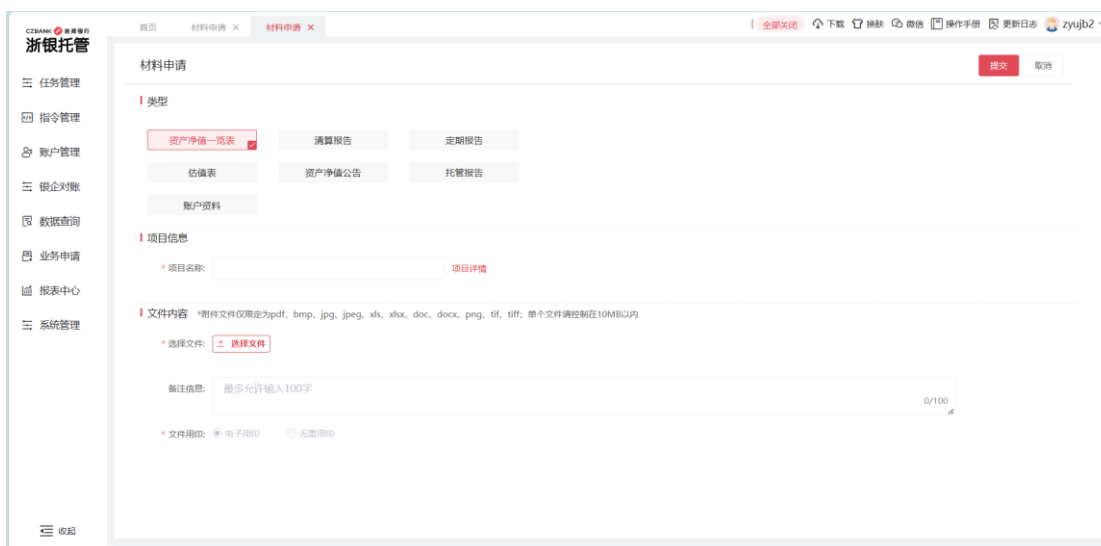 CZBANK 浙商银行
浙银托管
首页 材料申请 × 材料申请 ×
全部关闭 下载 换肤 微信 操作手册 更新日志 zyujb2
任务管理
指令管理
账户管理
银企对账
数据查询
业务申请
报表中心
系统管理
收起
材料申请 提交 取消
类型
资产净值一览表 清算报告 定期报告
估值表 资产净值公告 托管报告
账户资料
项目信息
* 项目名称: 项目详情
文件内容 *附件文件仅限定为pdf、bmp、jpg、jpeg、xls、xlsx、doc、docx、png、tif、tiff; 单个文件请控制在10MB以内
* 选择文件: 选择文件
备注信息: 最多允许输入100字
0/100
* 文件用印: 电子用印 无需用印